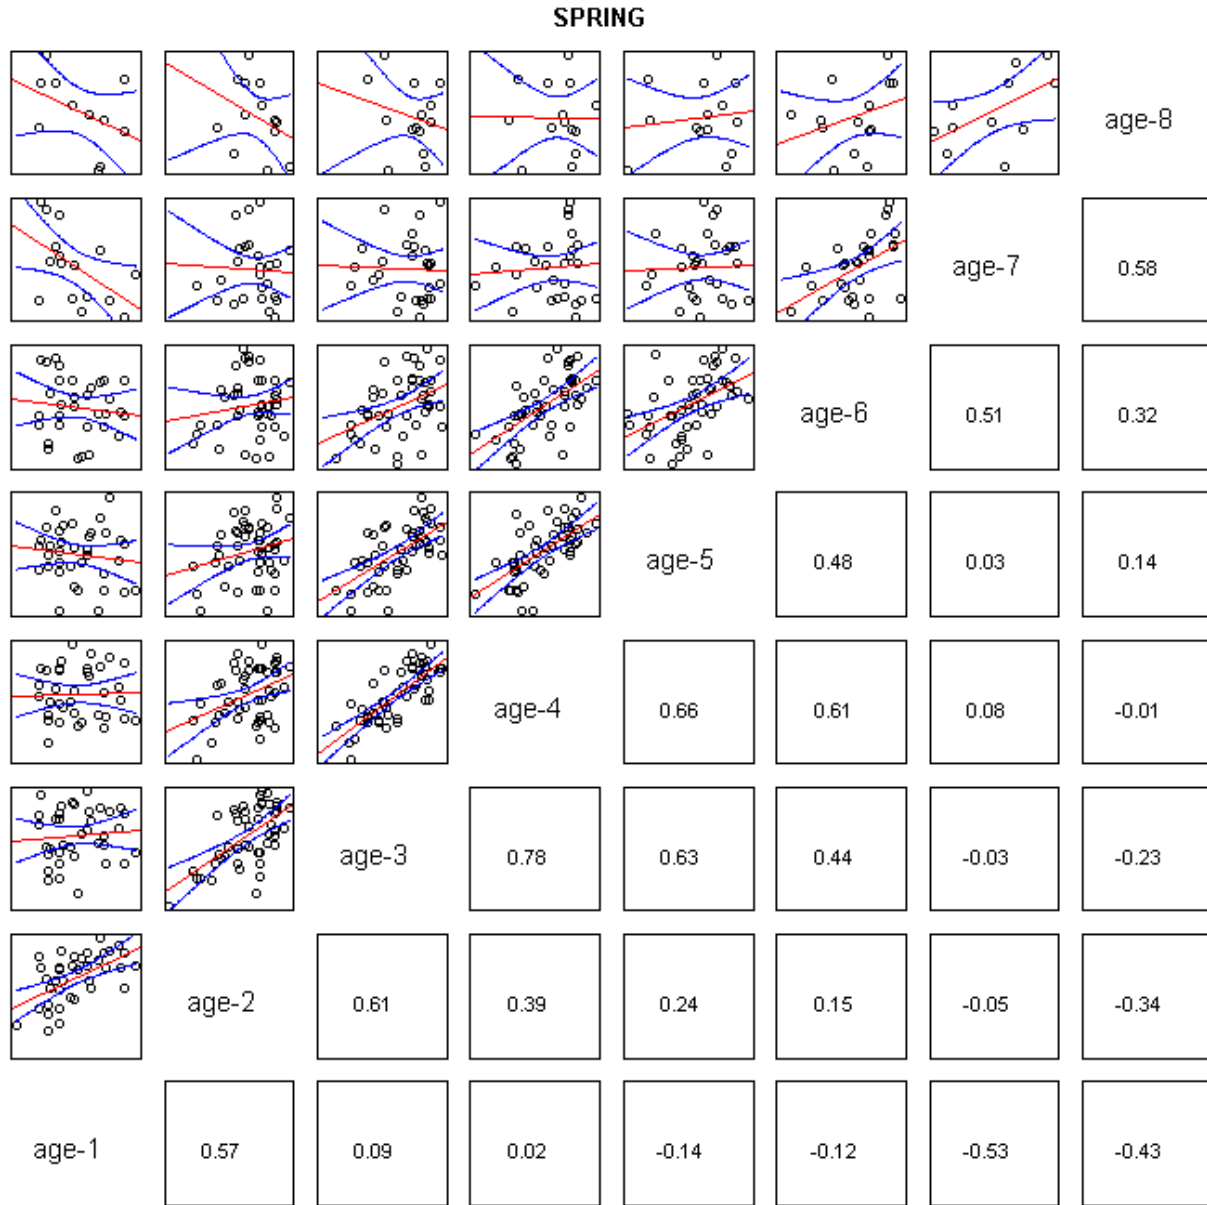 SPRING
age-8
age-7 0.58
age-6 0.51 0.32
age-5 0.48 0.03 0.14
age-4 0.66 0.61 0.08 -0.01
age-3 0.78 0.63 0.44 -0.03 -0.23
age-2 0.61 0.39 0.24 0.15 -0.05 -0.34
age-1 0.57 0.09 0.02 -0.14 -0.12 -0.53 -0.43